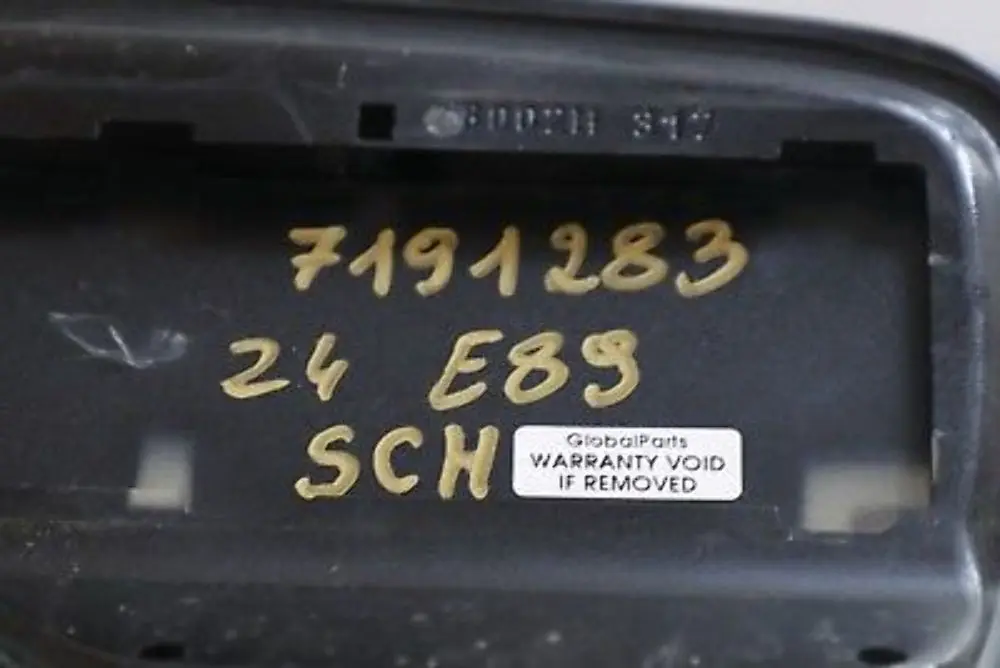 7191283
24 E89
SCH
GlobalParts
WARRANTY VOID
IF REMOVED